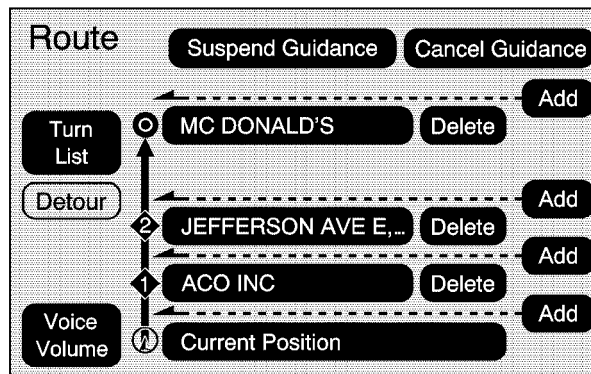 Route
Suspend Guidance
Cancel Guidance
Add
Turn
List
MC DONALD'S
Delete
Detour
Add
2
JEFFERSON AVE E,...
Delete
Add
1
ACO INC
Delete
Add
Voice
Volume
Current Position